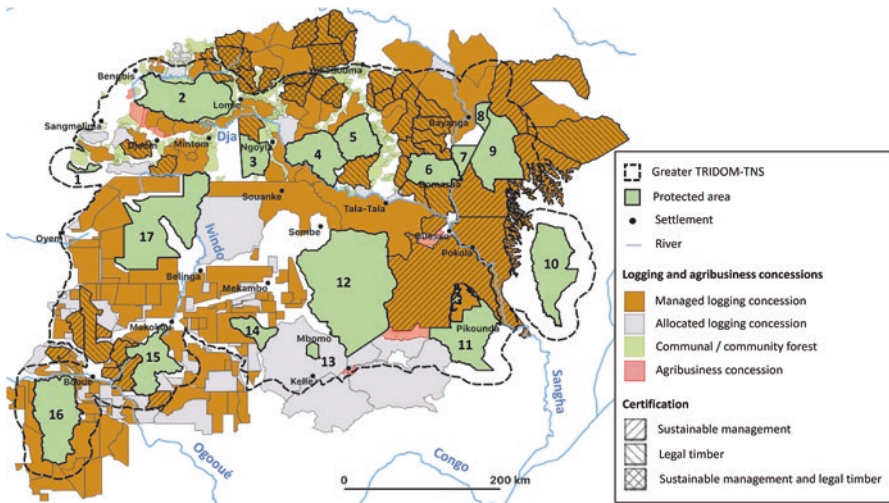 Yokadouma
Bengbis
2
Lomie
8
Bayanga
Sangmelima
Dja
5
9
Djoum
Mintom
Ngoyla
7
3
4
6
1
Bomassa
Souanke
Tala-Tala
17
Sembe
Ouesso
Oyem
Ivindo
Pokola
10
Belinga
12
Mekambo
Makokou
14
Pikounda
Mbomo
11
15
13
Booue
Kelle
Sangha
16
Ogooué
Congo
0
200 km
Greater TRIDOM-TNS
Protected area
Settlement
River
Logging and agribusiness concessions
Managed logging concession
Allocated logging concession
Communal / community forest
Agribusiness concession
Certification
Sustainable management
Legal timber
Sustainable management and legal timber